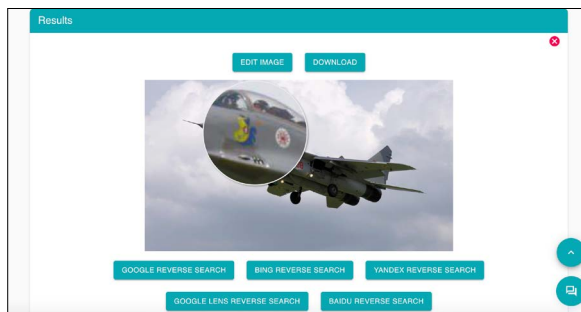 Results
EDIT IMAGE DOWNLOAD
GOOGLE REVERSE SEARCH BING REVERSE SEARCH YANDEX REVERSE SEARCH
GOOGLE LENS REVERSE SEARCH BAIDU REVERSE SEARCH